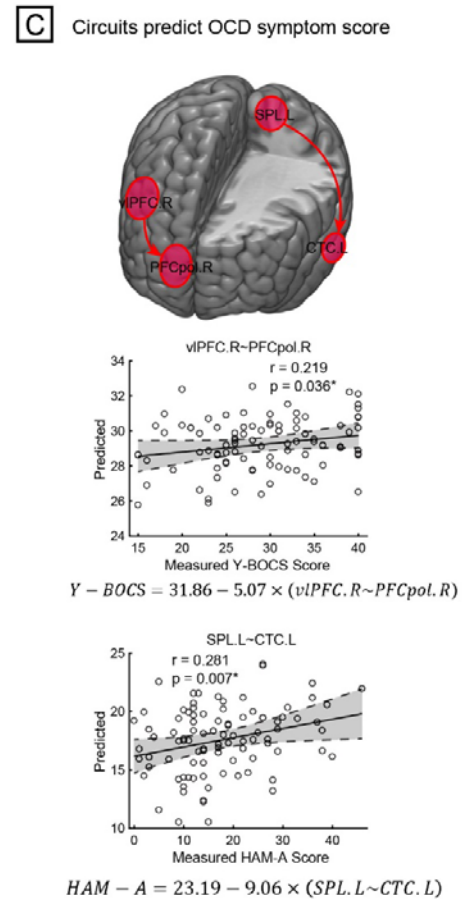 C Circuits predict OCD symptom score
SPL.L
vlPFC.R
CTC.L
PFCpol.R
vlPFC.R~PFCpol.R
34
r = 0.219
32
p = 0.036*
30
Predicted
28
26
24
15 20 25 30 35 40
Measured Y-BOCS Score
Y − BOCS = 31.86 − 5.07 × (vlPFC.R~PFCpol.R)
SPL.L~CTC.L
25
r = 0.281
p = 0.007*
20
Predicted
15
10
0 10 20 30 40
Measured HAM-A Score
HAM − A = 23.19 − 9.06 × (SPL.L~CTC.L)